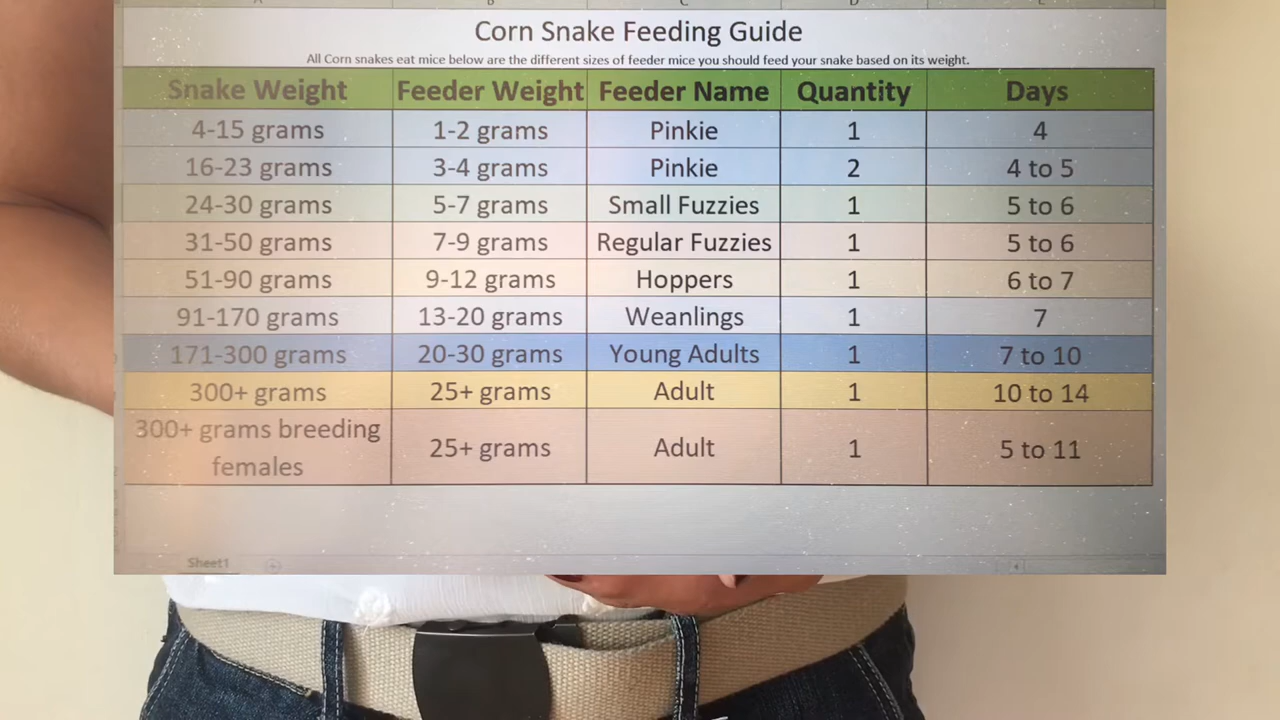 Corn Snake Feeding Guide
All Corn snakes eat mice below are the different sizes of feeder mice you should feed your snake based on its weight.
Snake Weight Feeder Weight Feeder Name Quantity Days
4-15 grams 1-2 grams Pinkie 1 4
16-23 grams 3-4 grams Pinkie 2 4 to 5
24-30 grams 5-7 grams Small Fuzzies 1 5 to 6
31-50 grams 7-9 grams Regular Fuzzies 1 5 to 6
51-90 grams 9-12 grams Hoppers 1 6 to 7
91-170 grams 13-20 grams Weanlings 1 7
171-300 grams 20-30 grams Young Adults 1 7 to 10
300+ grams 25+ grams Adult 1 10 to 14
300+ grams breeding
females 25+ grams Adult 1 5 to 11
Sheet1